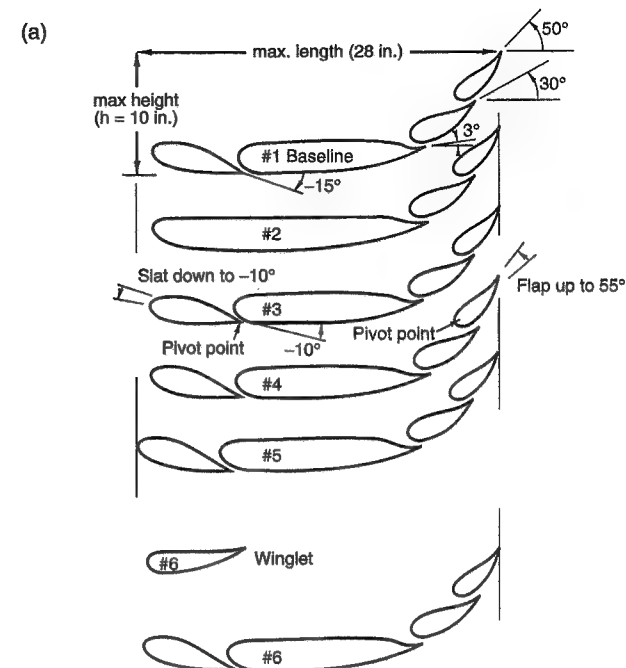 (a)
50°
max. length (28 in.)
30°
max height
(h = 10 in.)
3°
#1 Baseline
–15°
#2
Slat down to –10°
Flap up to 55°
#3
Pivot point
Pivot point
–10°
#4
#5
#6
Winglet
#6